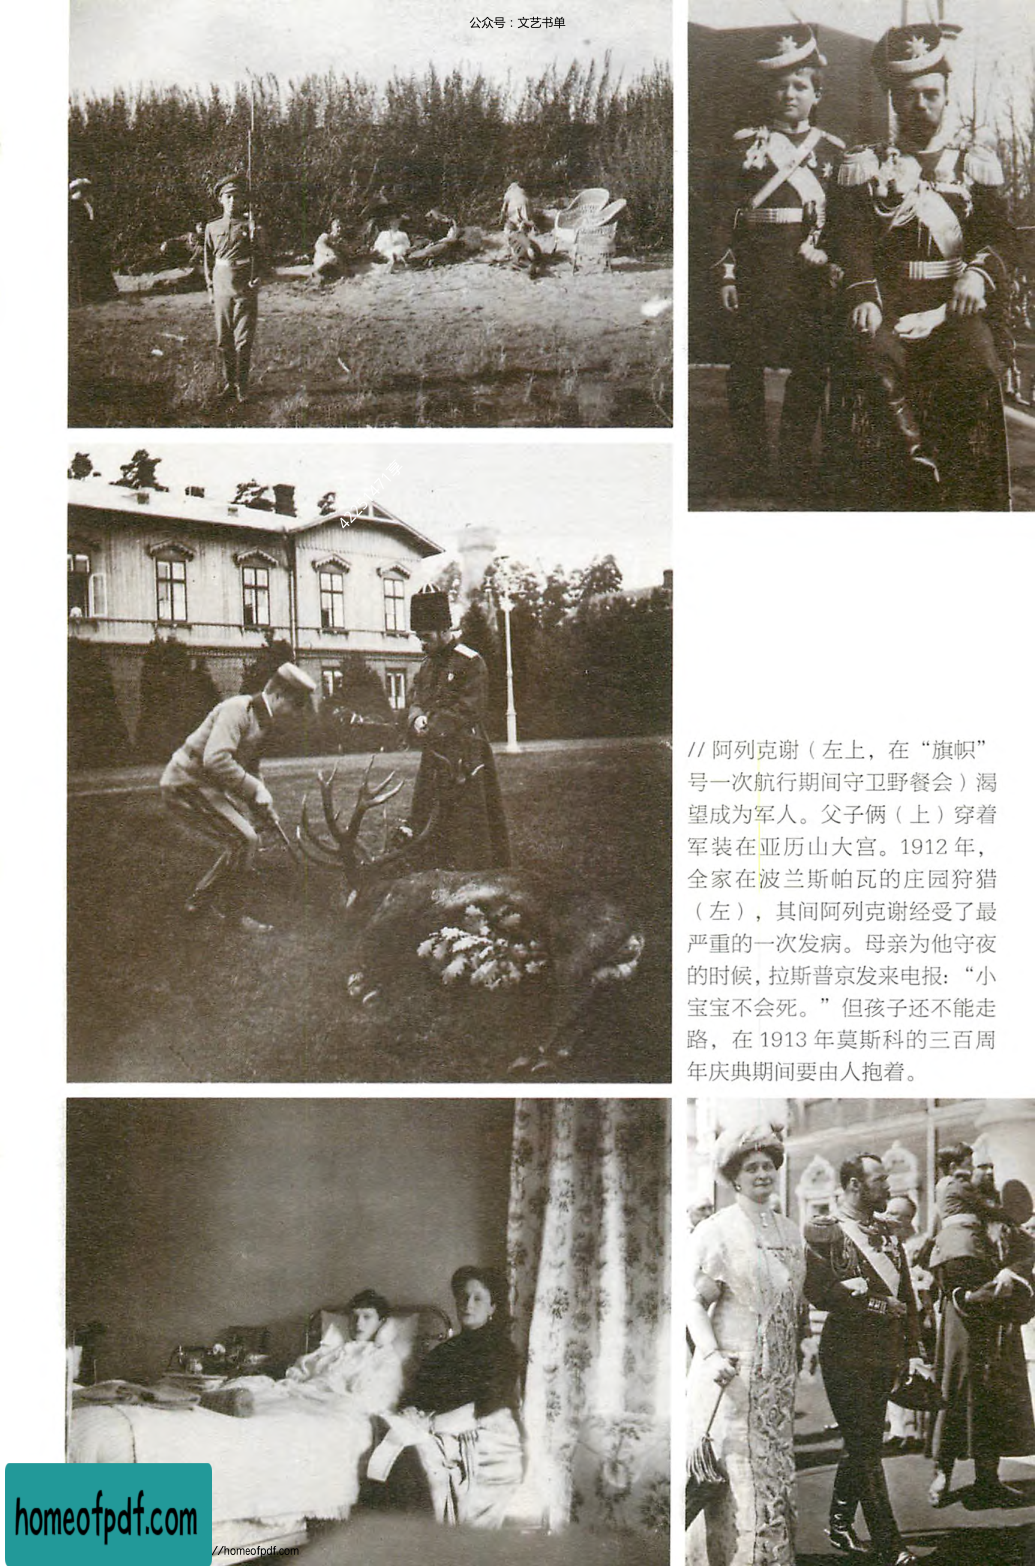 公众号：文艺书单
// 阿列克谢（左上，在“旗帜”
号一次航行期间守卫野餐会）渴
望成为军人。父子俩（上）穿着
军装在亚历山大宫。1912 年，
全家在波兰斯帕瓦的庄园狩猎
（左），其间阿列克谢经受了最
严重的一次发病。母亲为他守夜
的时候，拉斯普京发来电报：“小
宝宝不会死。”但孩子还不能走
路，在 1913 年莫斯科的三百周
年庆典期间要由人抱着。
homeofpdf.com
//homeofpdf.com